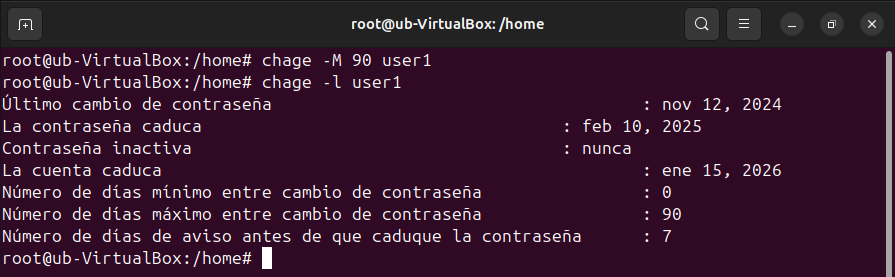 root@ub-VirtualBox: /home
root@ub-VirtualBox:/home# chage -M 90 user1
root@ub-VirtualBox:/home# chage -l user1
Último cambio de contraseña : nov 12, 2024
La contraseña caduca : feb 10, 2025
Contraseña inactiva : nunca
La cuenta caduca : ene 15, 2026
Número de días mínimo entre cambio de contraseña : 0
Número de días máximo entre cambio de contraseña : 90
Número de días de aviso antes de que caduque la contraseña : 7
root@ub-VirtualBox:/home#